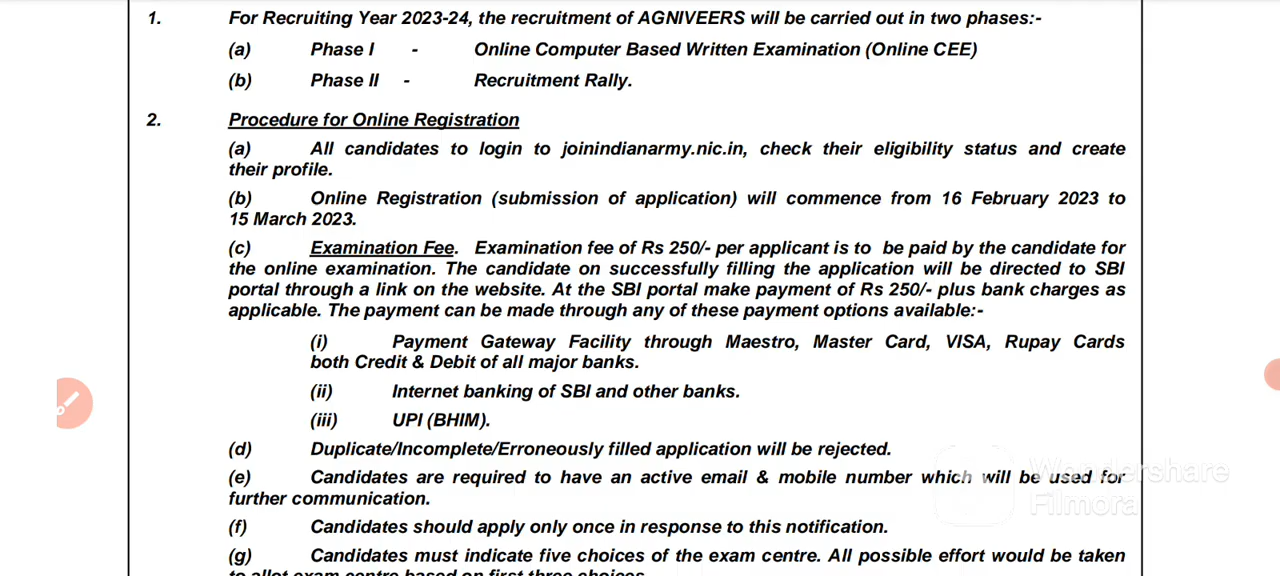 1. For Recruiting Year 2023-24, the recruitment of AGNIVEERS will be carried out in two phases:-
(a) Phase I - Online Computer Based Written Examination (Online CEE)
(b) Phase II - Recruitment Rally.
2. Procedure for Online Registration
(a) All candidates to login to joinindianarmy.nic.in, check their eligibility status and create
their profile.
(b) Online Registration (submission of application) will commence from 16 February 2023 to
15 March 2023.
(c) Examination Fee. Examination fee of Rs 250/- per applicant is to be paid by the candidate for
the online examination. The candidate on successfully filling the application will be directed to SBI
portal through a link on the website. At the SBI portal make payment of Rs 250/- plus bank charges as
applicable. The payment can be made through any of these payment options available:-
(i) Payment Gateway Facility through Maestro, Master Card, VISA, Rupay Cards
both Credit & Debit of all major banks.
(ii) Internet banking of SBI and other banks.
(iii) UPI (BHIM).
(d) Duplicate/Incomplete/Erroneously filled application will be rejected.
(e) Candidates are required to have an active email & mobile number which will be used for
further communication.
(f) Candidates should apply only once in response to this notification.
(g) Candidates must indicate five choices of the exam centre. All possible effort would be taken
to allot exam centre based on first three choices.
Wondershare
Filmora